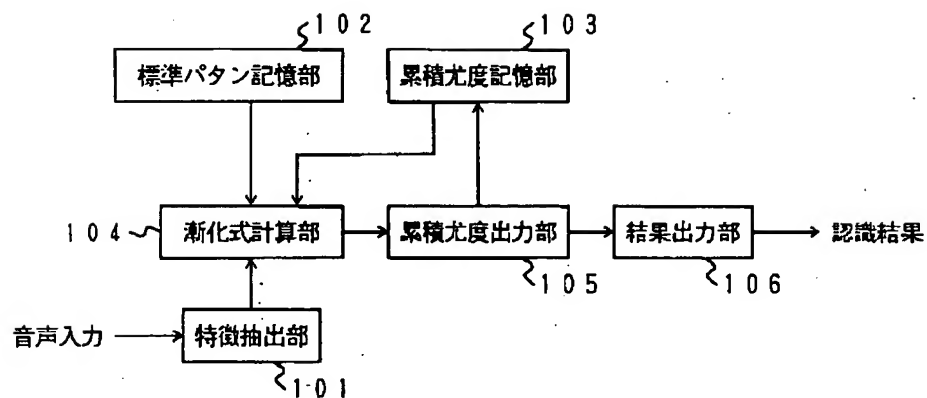 102
103
標準パタン記憶部
累積尤度記憶部
104
漸化式計算部
累積尤度出力部
結果出力部
認識結果
105
106
音声入力
特徴抽出部
101